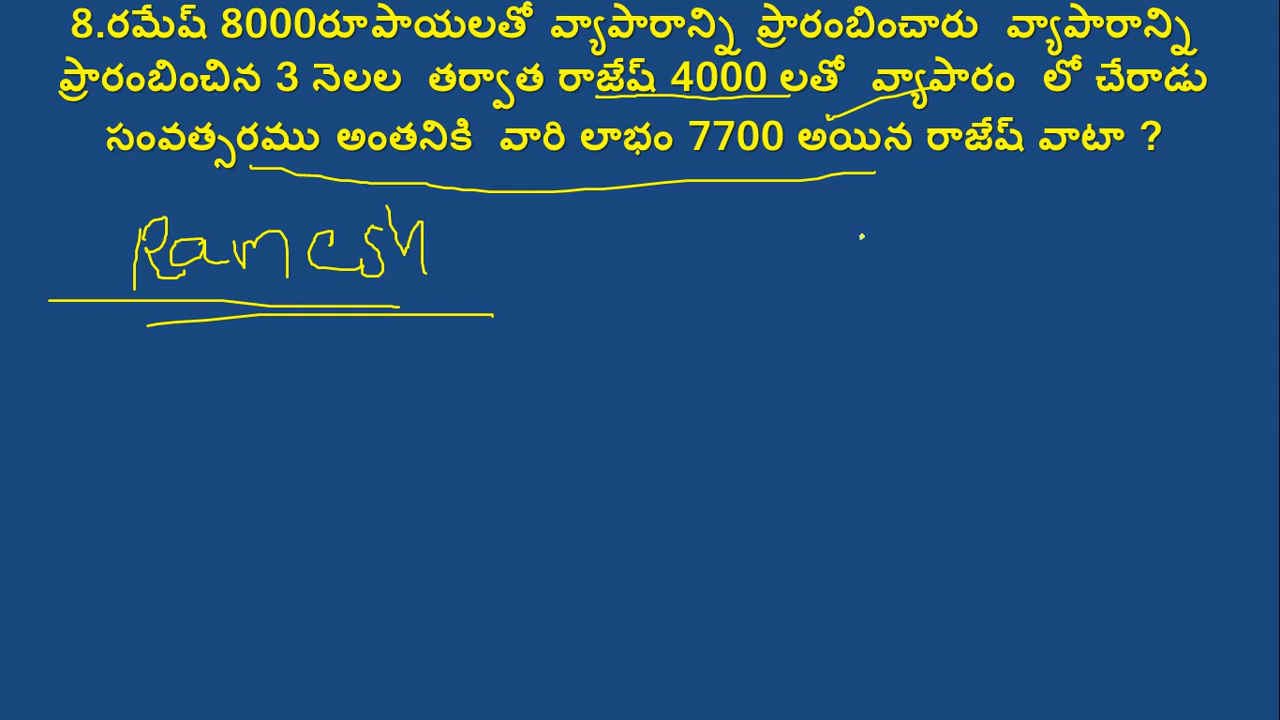 8.రమేష్ 8000రూపాయలతో వ్యాపారాన్ని ప్రారంబించారు వ్యాపారాన్ని
ప్రారంబించిన 3 నెలల తర్వాత రాజేష్ 4000 లతో వ్యాపారం లో చేరాడు
సంవత్సరము అంతనికి వారి లాభం 7700 అయిన రాజేష్ వాటా ?
Ramesh